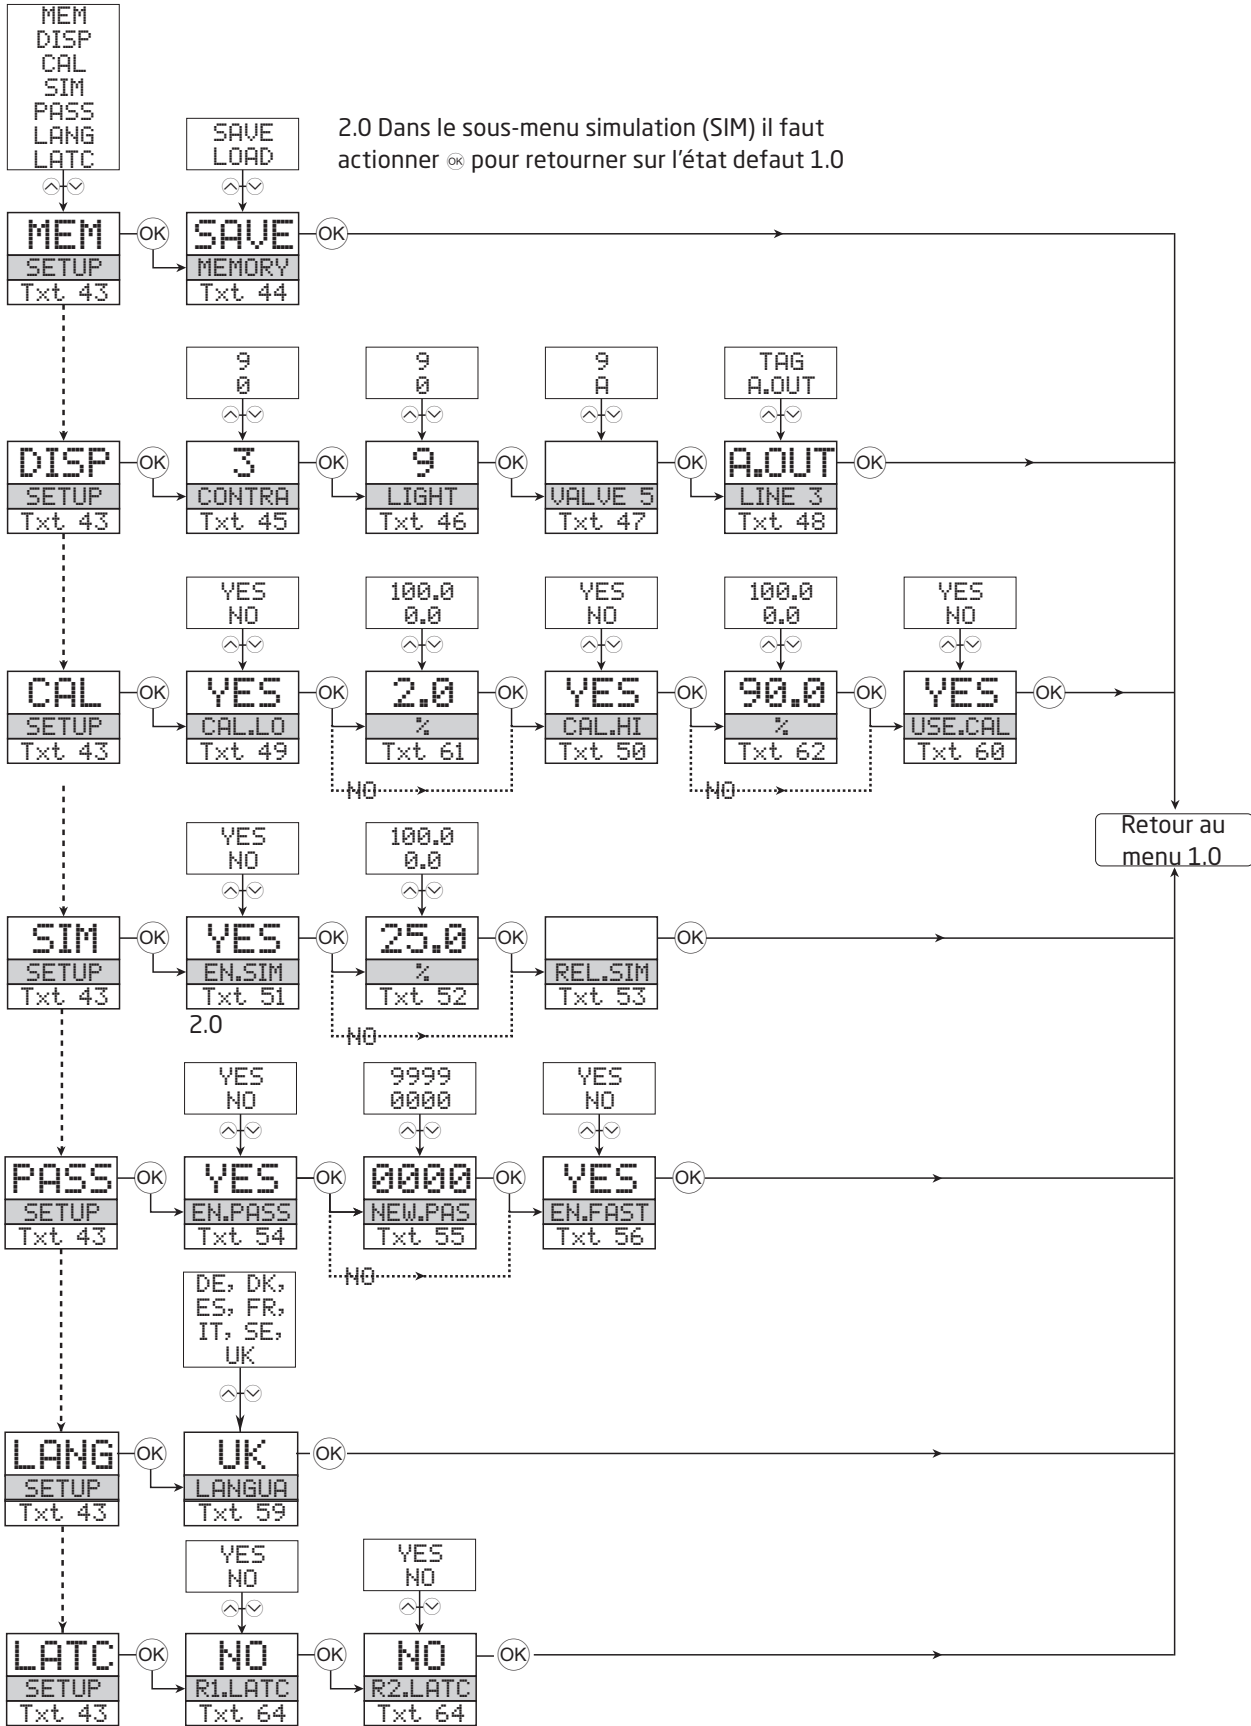 MEM
DISP
CAL
SIM
PASS
LANG
LATC
SAVE
LOAD
2.0 Dans le sous-menu simulation (SIM) il faut
actionner OK pour retourner sur l'état defaut 1.0
MEM OK SAVE OK
SETUP MEMORY
Txt 43 Txt 44
9 9 9 TAG
0 0 A A.OUT
DISP OK 3 OK 9 OK OK A.OUT OK
SETUP CONTRA LIGHT VALVE 5 LINE 3
Txt 43 Txt 45 Txt 46 Txt 47 Txt 48
YES 100.0 YES 100.0 YES
NO 0.0 NO 0.0 NO
CAL OK YES OK 2.0 OK YES OK 90.0 OK YES OK
SETUP CAL.LO % CAL.HI % USE.CAL
Txt 43 Txt 49 Txt 61 Txt 50 Txt 62 Txt 60
NO NO
Retour au
menu 1.0
YES 100.0
NO 0.0
SIM OK YES OK 25.0 OK OK
SETUP EN.SIM % REL.SIM
Txt 43 Txt 51 Txt 52 Txt 53
2.0
NO
YES 9999 YES
NO 0000 NO
PASS OK YES OK 0000 OK YES OK
SETUP EN.PASS NEW.PAS EN.FAST
Txt 43 Txt 54 Txt 55 Txt 56
NO
DE, DK,
ES, FR,
IT, SE,
UK
LANG OK UK OK
SETUP LANGUA
Txt 43 Txt 59
YES YES
NO NO
LATC OK NO OK NO OK
SETUP R1.LATC R2.LATC
Txt 43 Txt 64 Txt 64